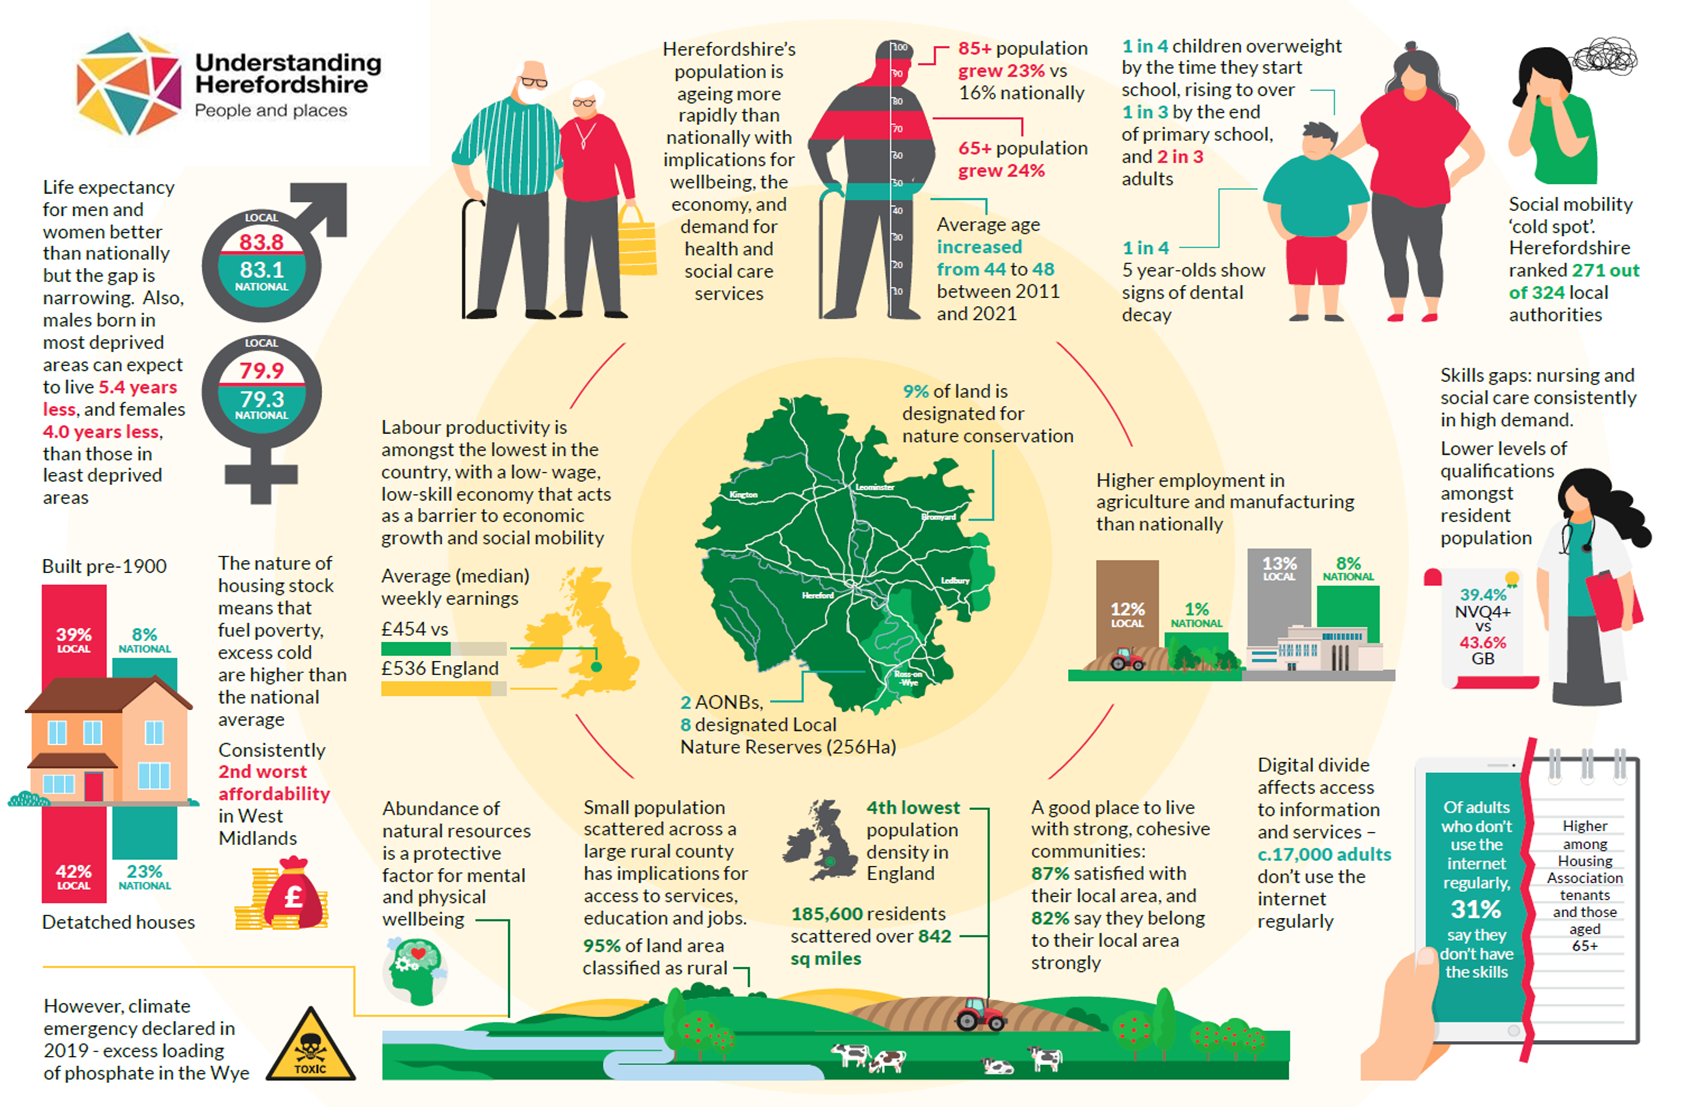 Understanding
Herefordshire
People and places
Life expectancy
for men and
women better
than nationally
but the gap is
narrowing.  Also,
males born in
most deprived
areas can expect
to live 5.4 years
less, and females
4.0 years less,
than those in
least deprived
areas
LOCAL
83.8
83.1
NATIONAL
LOCAL
79.9
79.3
NATIONAL
Herefordshire's
population is
ageing more
rapidly than
nationally with
implications for
wellbeing, the
economy, and
demand for
health and
social care
services
100
90
80
70
60
50
40
30
20
10
85+ population
grew 23% vs
16% nationally
65+ population
grew 24%
Average age
increased
from 44 to 48
between 2011
and 2021
1 in 4 children overweight
by the time they start
school, rising to over
1 in 3 by the end
of primary school,
and 2 in 3
adults
1 in 4
5 year-olds show
signs of dental
decay
Social mobility
'cold spot'.
Herefordshire
ranked 271 out
of 324 local
authorities
Labour productivity is
amongst the lowest in the
country, with a low- wage,
low-skill economy that acts
as a barrier to economic
growth and social mobility
Average (median)
weekly earnings
£454 vs
£536 England
9% of land is
designated for
nature conservation
Kington
Leominster
Bromyard
Hereford
Ledbury
Ross-on
-Wye
2 AONBs,
8 designated Local
Nature Reserves (256Ha)
Higher employment in
agriculture and manufacturing
than nationally
12%
LOCAL
1%
NATIONAL
13%
LOCAL
8%
NATIONAL
Skills gaps: nursing and
social care consistently
in high demand.
Lower levels of
qualifications
amongst
resident
population
39.4%
NVQ4+
vs
43.6%
GB
Built pre-1900
39%
LOCAL
8%
NATIONAL
42%
LOCAL
23%
NATIONAL
Detatched houses
The nature of
housing stock
means that
fuel poverty,
excess cold
are higher than
the national
average
Consistently
2nd worst
affordability
in West
Midlands
£
Abundance of
natural resources
is a protective
factor for mental
and physical
wellbeing
Small population
scattered across a
large rural county
has implications for
access to services,
education and jobs.
95% of land area
classified as rural
4th lowest
population
density in
England
185,600 residents
scattered over 842
sq miles
A good place to live
with strong, cohesive
communities:
87% satisfied with
their local area, and
82% say they belong
to their local area
strongly
Digital divide
affects access
to information
and services –
c.17,000 adults
don't use the
internet
regularly
Of adults
who don't
use the
internet
regularly,
31%
say they
don't have
the skills
Higher
among
Housing
Association
tenants
and those
aged
65+
However, climate
emergency declared in
2019 - excess loading
of phosphate in the Wye
TOXIC